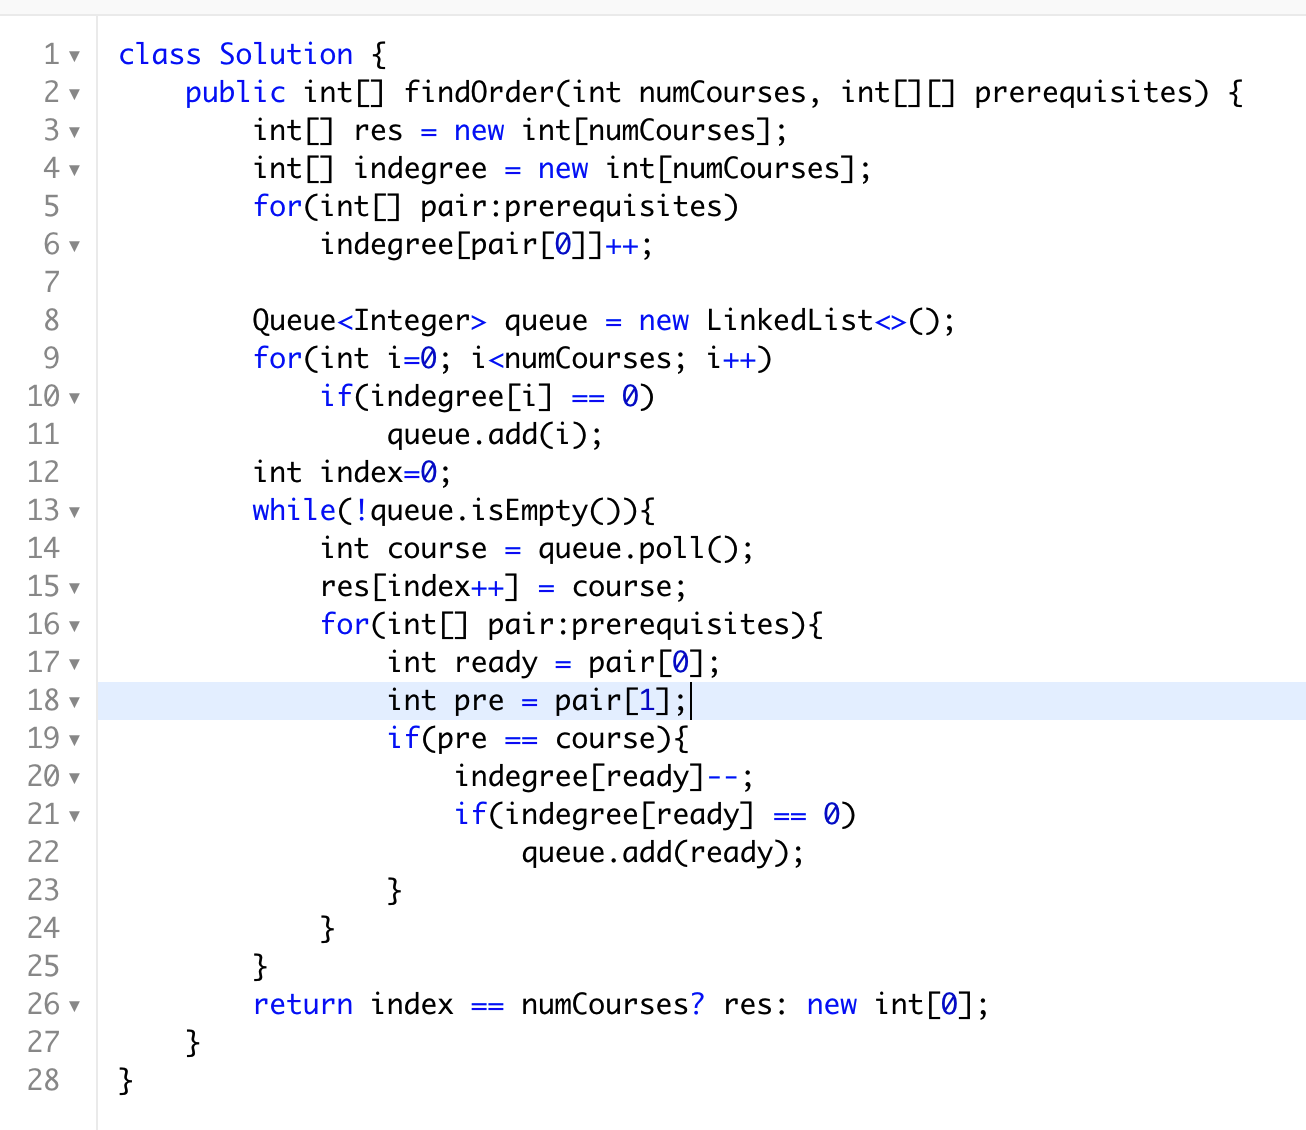 1 class Solution {
2 public int[] findOrder(int numCourses, int[][] prerequisites) {
3 int[] res = new int[numCourses];
4 int[] indegree = new int[numCourses];
5 for(int[] pair:prerequisites)
6 indegree[pair[0]]++;
7
8 Queue<Integer> queue = new LinkedList<>();
9 for(int i=0; i<numCourses; i++)
10 if(indegree[i] == 0)
11 queue.add(i);
12 int index=0;
13 while(!queue.isEmpty()){
14 int course = queue.poll();
15 res[index++] = course;
16 for(int[] pair:prerequisites){
17 int ready = pair[0];
18 int pre = pair[1];
19 if(pre == course){
20 indegree[ready]--;
21 if(indegree[ready] == 0)
22 queue.add(ready);
23 }
24 }
25 }
26 return index == numCourses? res: new int[0];
27 }
28 }